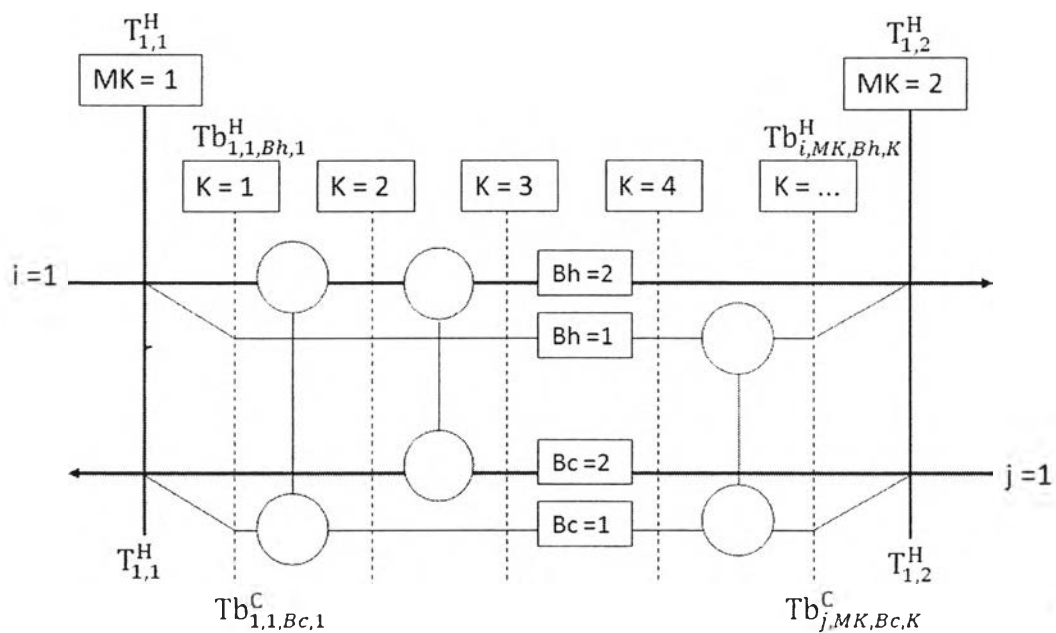 T^H_{1,1}
T^H_{1,2}
MK = 1
MK = 2
Tb^H_{1,1,Bh,1}
Tb^H_{i,MK,Bh,K}
K = 1
K = 2
K = 3
K = 4
K = ...
i =1
Bh=2
Bh=1
Bc=2
j =1
Bc=1
T^H_{1,1}
T^H_{1,2}
Tb^C_{1,1,Bc,1}
Tb^C_{j,MK,Bc,K}